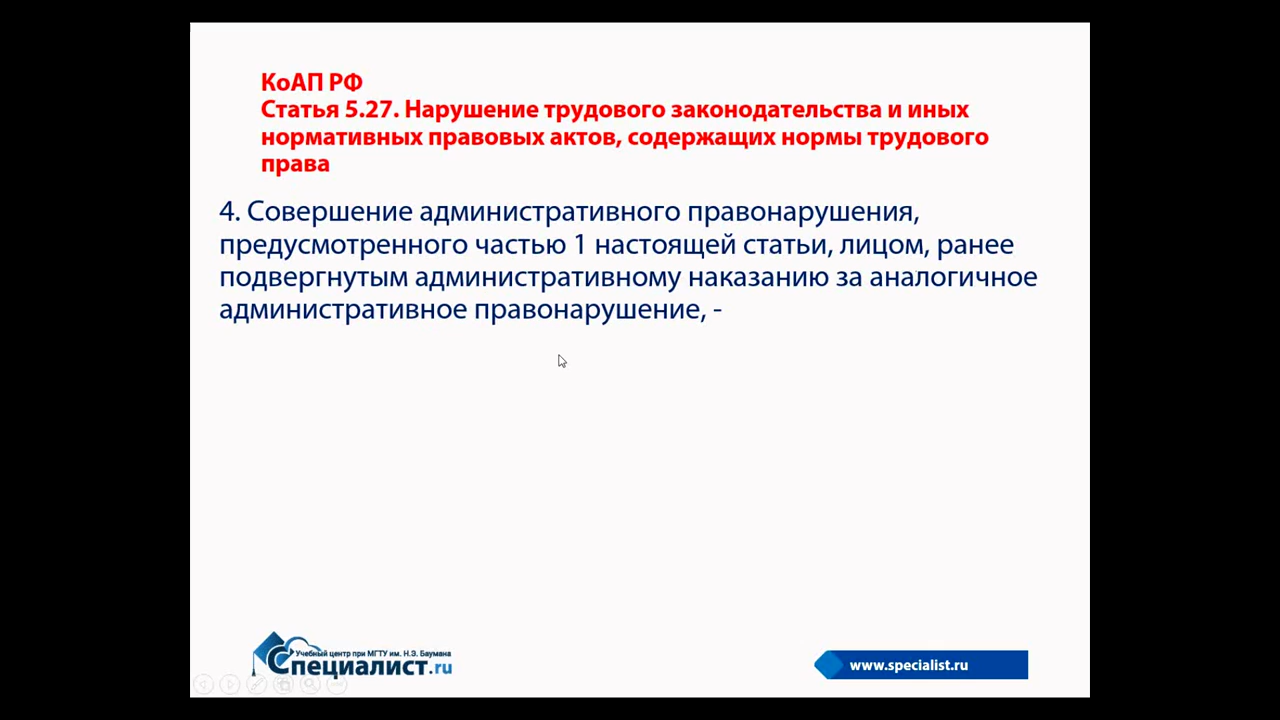 КоАП РФ
Статья 5.27. Нарушение трудового законодательства и иных
нормативных правовых актов, содержащих нормы трудового
права
4. Совершение административного правонарушения,
предусмотренного частью 1 настоящей статьи, лицом, ранее
подвергнутым административному наказанию за аналогичное
административное правонарушение, -
Учебный центр при МГТУ им. Н.Э. Баумана
Специалист.ru
www.specialist.ru